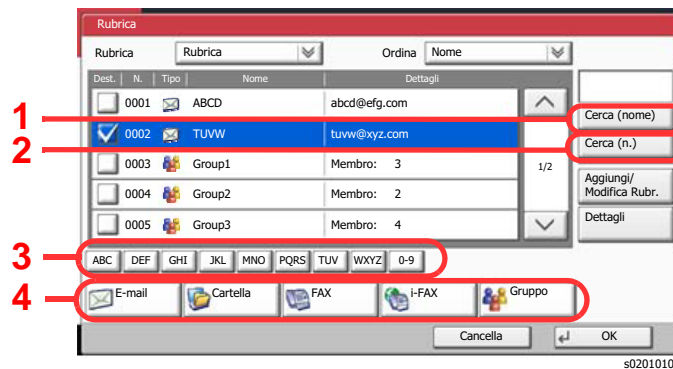 Rubrica
Rubrica Rubrica Ordina Nome
Dest. N. Tipo Nome Dettagli
0001 ABCD abcd@efg.com
1 Cerca (nome)
0002 TUVW tuvw@xyz.com
2 Cerca (n.)
0003 Group1 Membro: 3 1/2
Aggiungi/
Modifica Rubr.
0004 Group2 Membro: 2
Dettagli
0005 Group3 Membro: 4
3 ABC DEF GHI JKL MNO PQRS TUV WXYZ 0-9
4 E-mail Cartella FAX i-FAX Gruppo
Cancella OK
s0201010